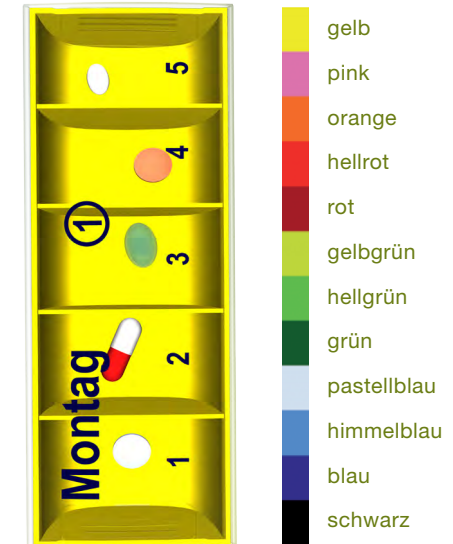 5
4
①
3
2
Montag
1
gelb
pink
orange
hellrot
rot
gelbgrün
hellgrün
grün
pastellblau
himmelblau
blau
schwarz